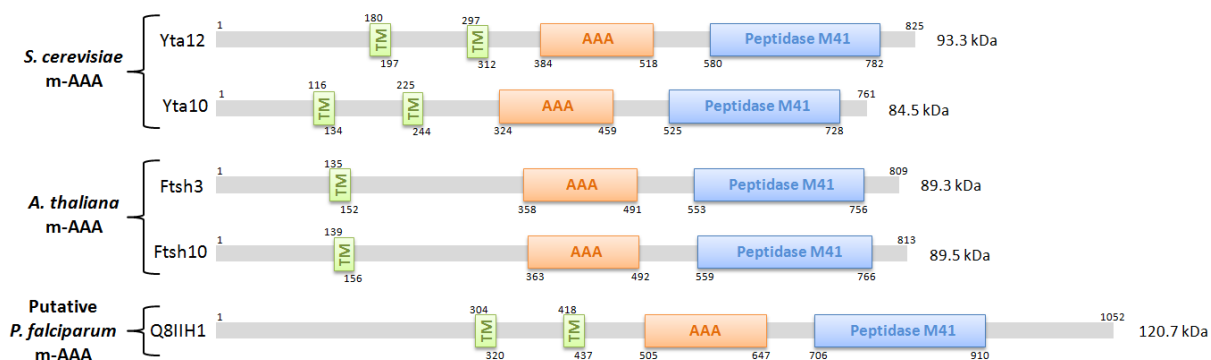 S. cerevisiae
m-AAA
Yta12
1
180
TM
197
297
TM
312
AAA
384
518
Peptidase M41
580
782
825
93.3 kDa
Yta10
1
116
TM
134
225
TM
244
AAA
324
459
Peptidase M41
525
728
761
84.5 kDa
A. thaliana
m-AAA
Ftsh3
1
135
TM
152
AAA
358
491
Peptidase M41
553
756
809
89.3 kDa
Ftsh10
1
139
TM
156
AAA
363
492
Peptidase M41
559
766
813
89.5 kDa
Putative
P. falciparum
m-AAA
Q8IIH1
1
304
TM
320
418
TM
437
AAA
505
647
Peptidase M41
706
910
1052
120.7 kDa